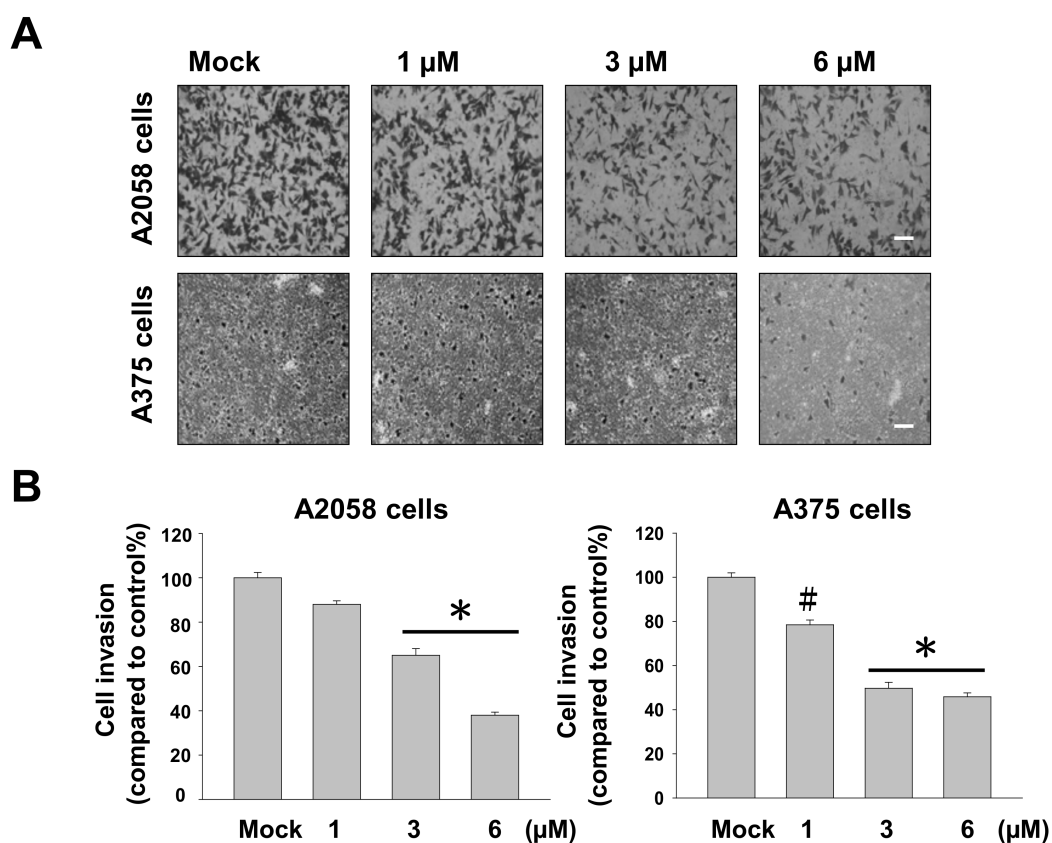 A
Mock 1 µM 3 µM 6 µM
A2058 cells
A375 cells
B
A2058 cells
Cell invasion
(compared to control%)
120
100
80
60
40
20
0
*
Mock 1 3 6 (µM)
A375 cells
Cell invasion
(compared to control%)
120
100
80
60
40
20
0
#
*
Mock 1 3 6 (µM)